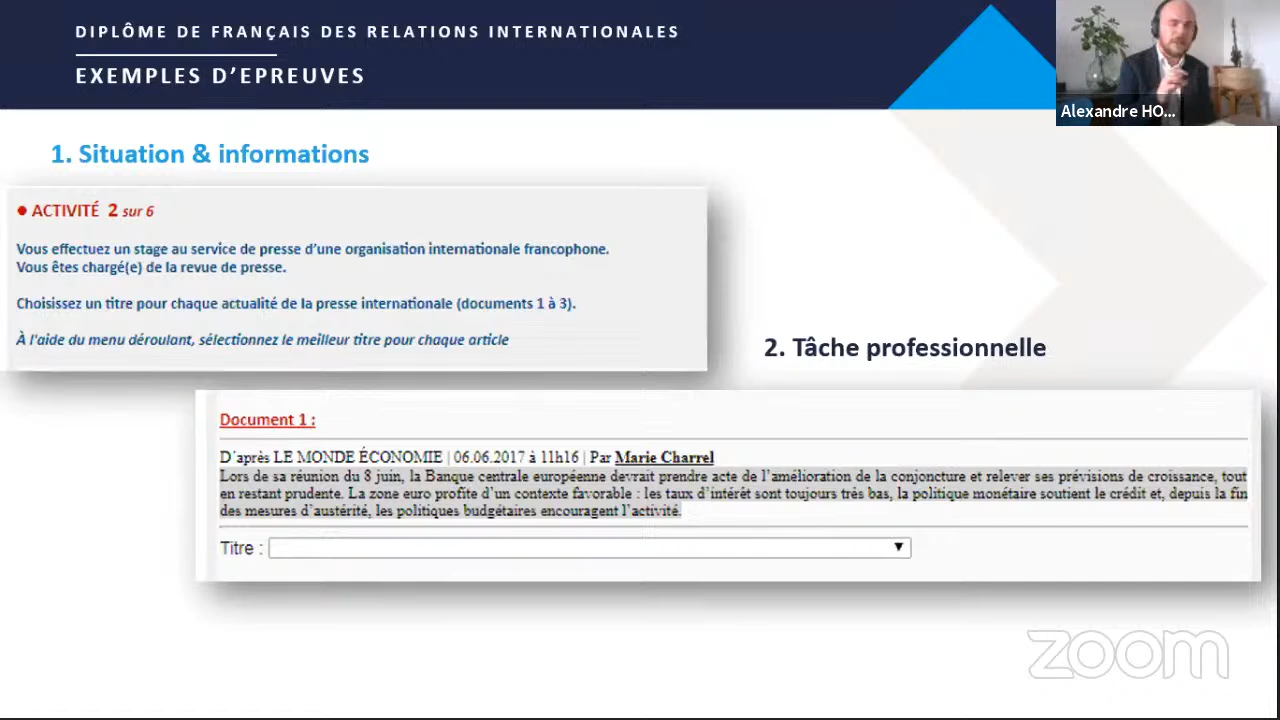 DIPLÔME DE FRANÇAIS DES RELATIONS INTERNATIONALES
EXEMPLES D'EPREUVES
Alexandre HO...
1. Situation & informations
● ACTIVITÉ 2 sur 6
Vous effectuez un stage au service de presse d'une organisation internationale francophone.
Vous êtes chargé(e) de la revue de presse.
Choisissez un titre pour chaque actualité de la presse internationale (documents 1 à 3).
À l'aide du menu déroulant, sélectionnez le meilleur titre pour chaque article
2. Tâche professionnelle
Document 1 :
D'après LE MONDE ÉCONOMIE | 06.06.2017 à 11h16 | Par Marie Charrel
Lors de sa réunion du 8 juin, la Banque centrale européenne devrait prendre acte de l'amélioration de la conjoncture et relever ses prévisions de croissance, tout
en restant prudente. La zone euro profite d'un contexte favorable : les taux d'intérêt sont toujours très bas, la politique monétaire soutient le crédit et, depuis la fin
des mesures d'austérité, les politiques budgétaires encouragent l'activité.
Titre :
zoom